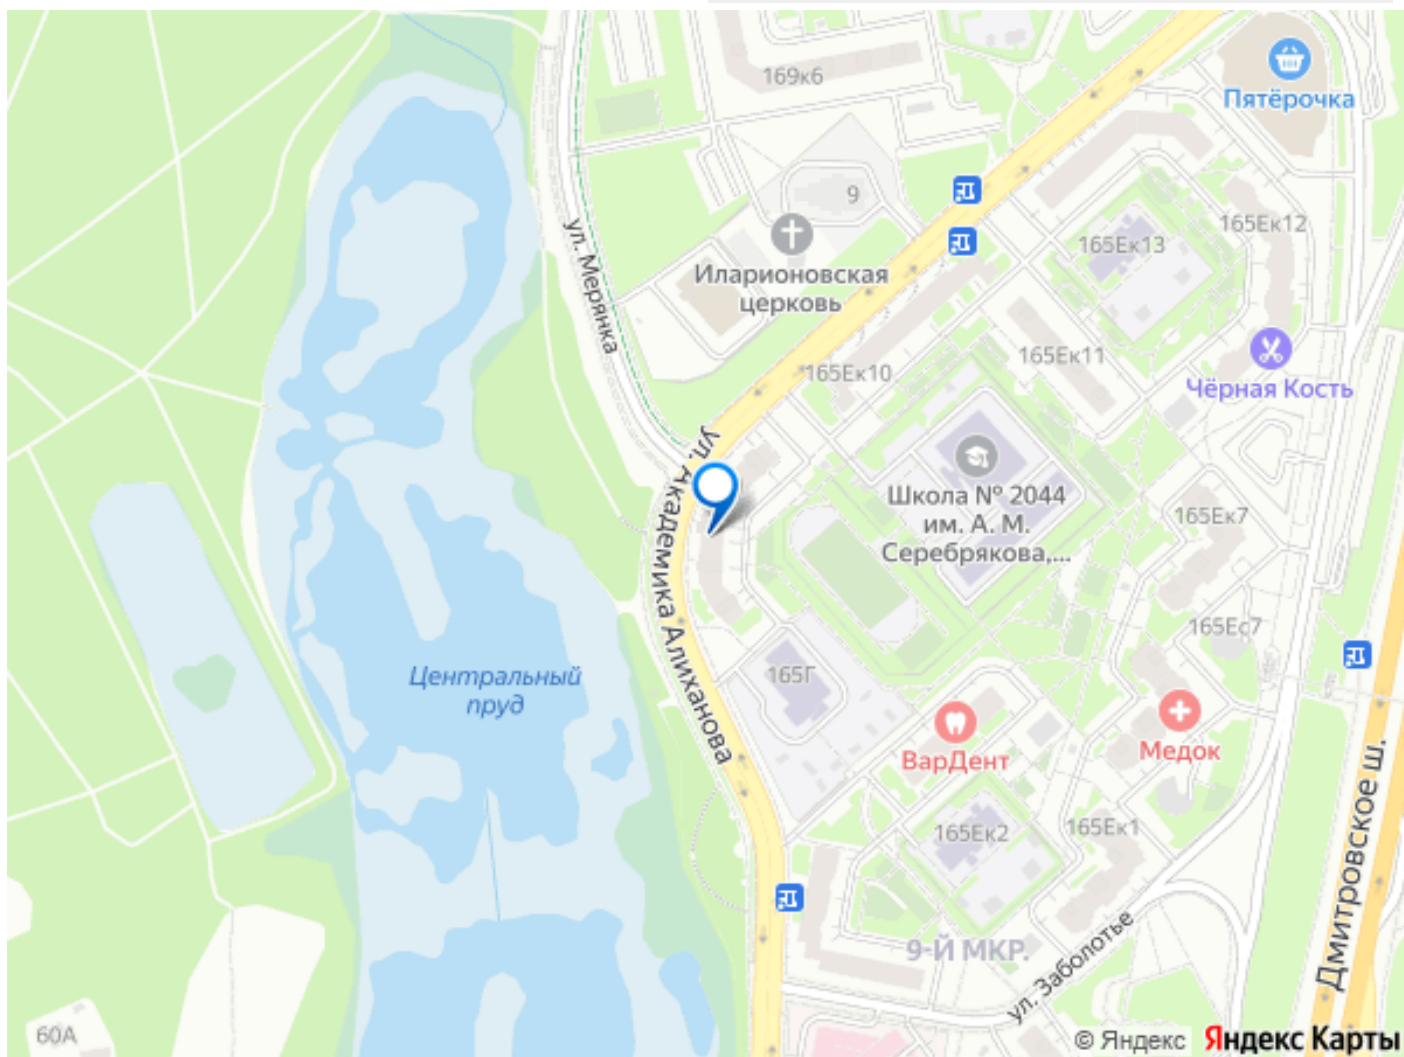 169к6
Пятёрочка
9
165Ек12
165Ек13
ул. Мерянка
Иларионовская
церковь
165Ек11
165Ек10
Чёрная Кость
ул. Академика Алиханова
Школа № 2044
им. А. М.
Серебрякова,...
165Ек7
165Ес7
Центральный
пруд
165Г
ВарДент
Медок
165Ек2
165Ек1
Дмитровское ш.
9-Й МКР.
ул. Заболотье
60А
© Яндекс Яндекс Карты